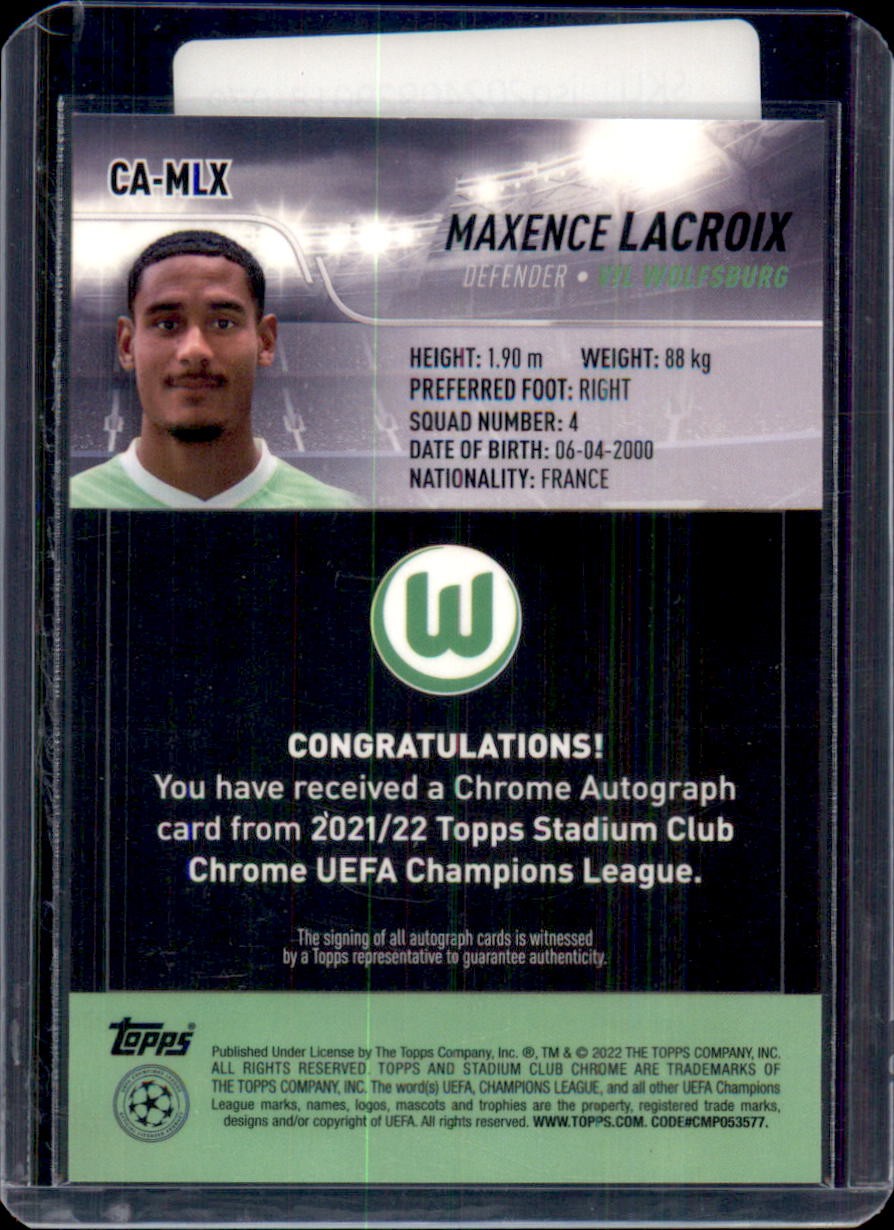 CA-MLX
MAXENCE LACROIX
DEFENDER • VFL WOLFSBURG
HEIGHT: 1.90 m WEIGHT: 88 kg
PREFERRED FOOT: RIGHT
SQUAD NUMBER: 4
DATE OF BIRTH: 06-04-2000
NATIONALITY: FRANCE
W
CONGRATULATIONS!
You have received a Chrome Autograph
card from 2021/22 Topps Stadium Club
Chrome UEFA Champions League.
The signing of all autograph cards is witnessed
by a Topps representative to guarantee authenticity.
Topps®
Published Under License by The Topps Company, Inc. ®, TM & © 2022 THE TOPPS COMPANY, INC.
ALL RIGHTS RESERVED. TOPPS AND STADIUM CLUB CHROME ARE TRADEMARKS OF
THE TOPPS COMPANY, INC. The word(s) UEFA, CHAMPIONS LEAGUE, and all other UEFA Champions
League marks, names, logos, mascots and trophies are the property, registered trade marks,
designs and/or copyright of UEFA. All rights reserved. WWW.TOPPS.COM. CODE#CMP053577.